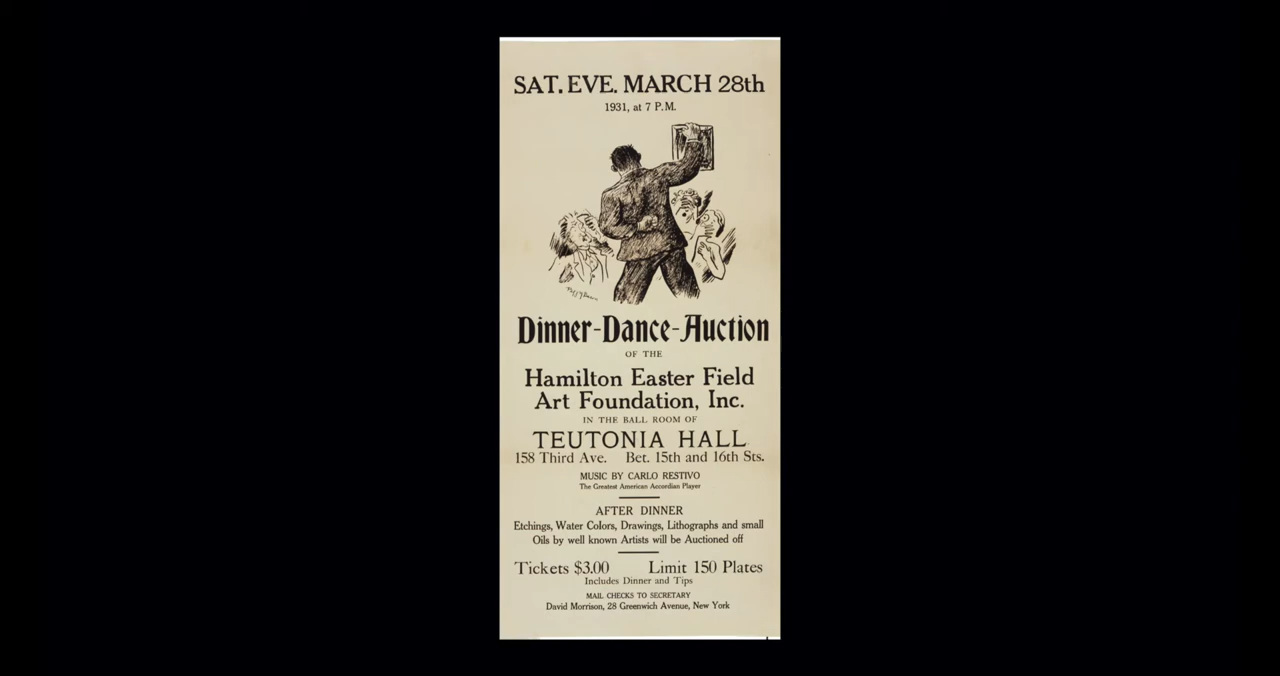 SAT. EVE. MARCH 28th
1931, at 7 P.M.
Peggy Bacon
Dinner-Dance-Auction
OF THE
Hamilton Easter Field
Art Foundation, Inc.
IN THE BALL ROOM OF
TEUTONIA HALL
158 Third Ave. Bet. 15th and 16th Sts.
MUSIC BY CARLO RESTIVO
The Greatest American Accordian Player
AFTER DINNER
Etchings, Water Colors, Drawings, Lithographs and small
Oils by well known Artists will be Auctioned off
Tickets $3.00 Limit 150 Plates
Includes Dinner and Tips
MAIL CHECKS TO SECRETARY
David Morrison, 28 Greenwich Avenue, New York